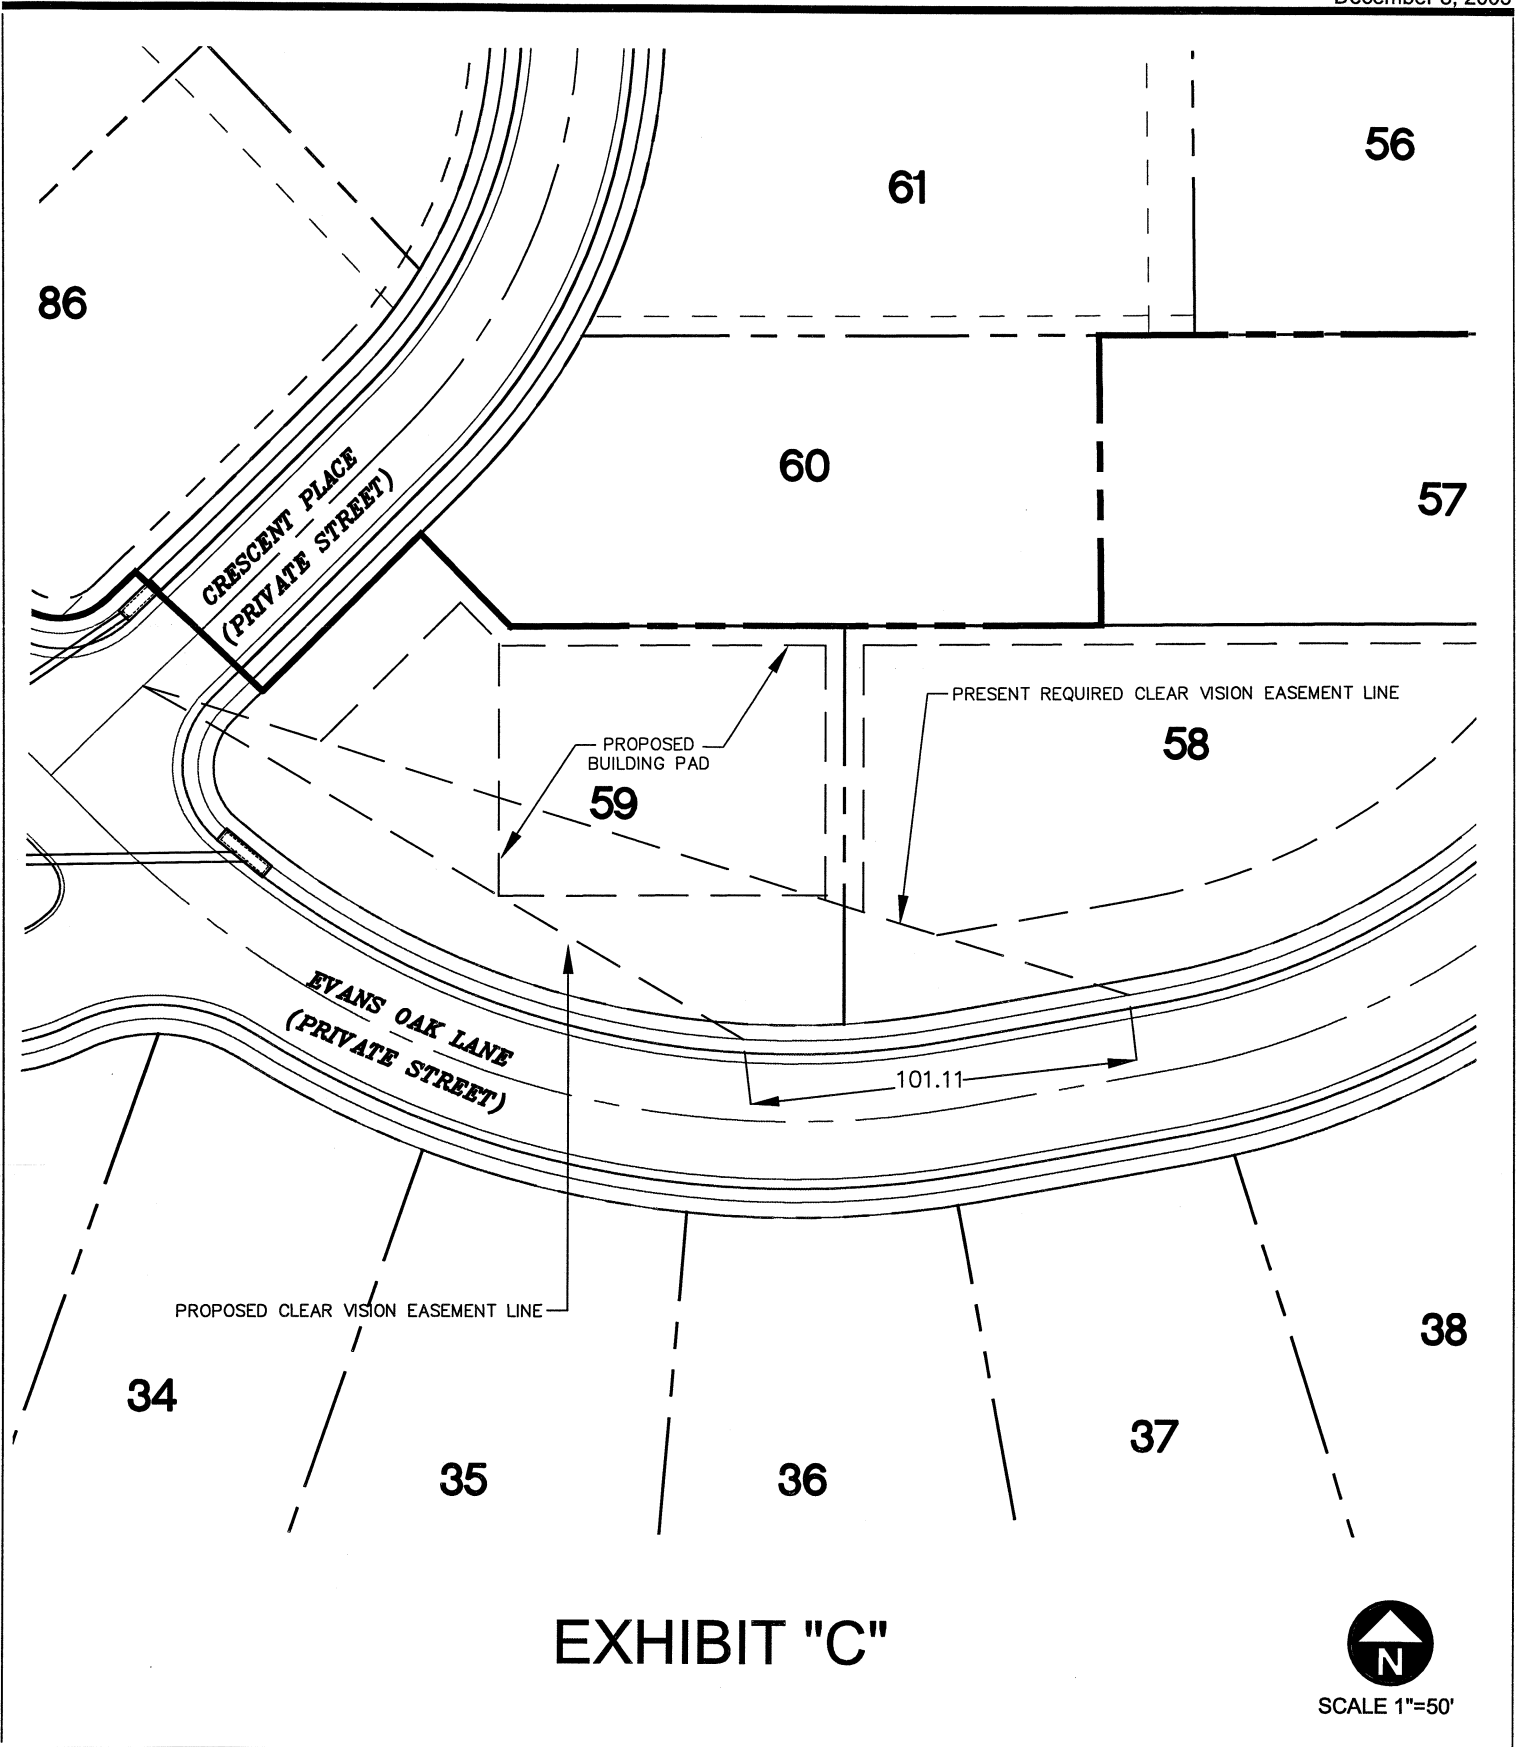 61
56
86
60
57
CRESCENT PLACE
(PRIVATE STREET)
PRESENT REQUIRED CLEAR VISION EASEMENT LINE
58
PROPOSED
BUILDING PAD
59
EVANS OAK LANE
(PRIVATE STREET)
101.11
PROPOSED CLEAR VISION EASEMENT LINE
38
34
37
35
36
EXHIBIT "C"
N
SCALE 1"=50'